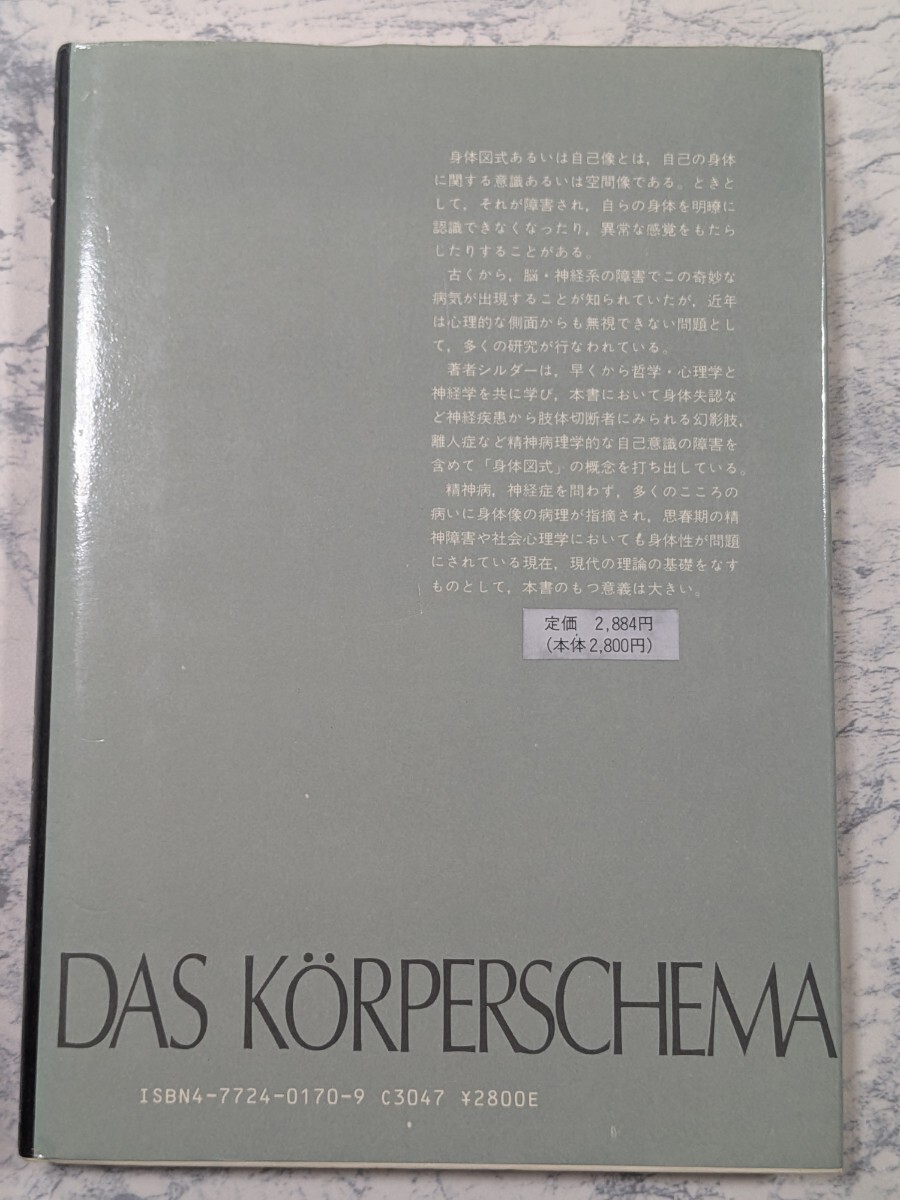 身体図式あるいは自己像とは，自己の身体
に関する意識あるいは空間像である。ときと
して，それが障害され，自らの身体を明瞭に
認識できなくなったり，異常な感覚をもたら
したりすることがある。
古くから，脳・神経系の障害でこの奇妙な
病気が出現することが知られていたが，近年
は心理的な側面からも無視できない問題とし
て，多くの研究が行なわれている。
著者シルダーは，早くから哲学・心理学と
神経学を共に学び，本書において身体失認な
ど神経疾患から肢体切断者にみられる幻影肢，
離人症など精神病理学的な自己意識の障害を
含めて「身体図式」の概念を打ち出している。
精神病，神経症を問わず，多くのこころの
病いに身体像の病理が指摘され，思春期の精
神障害や社会心理学においても身体性が問題
にされている現在，現代の理論の基礎をなす
ものとして，本書のもつ意義は大きい。
定価 2,884円
（本体2,800円）
DAS KÖRPERSCHEMA
ISBN4-7724-0170-9 C3047 ¥2800E